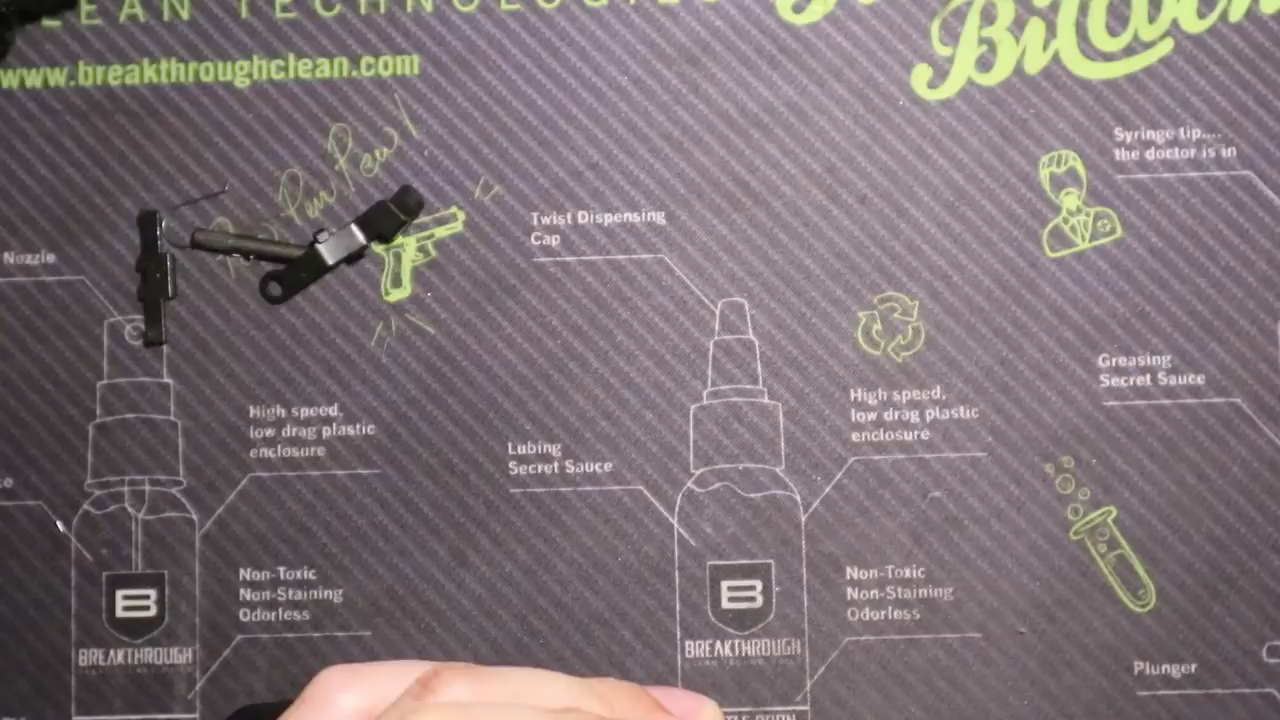 LEAN TECHNOLOGIES
www.breakthroughclean.com
Pew Pew!
Syringe tip....
the doctor is in
Twist Dispensing
Cap
Nozzle
Greasing
Secret Sauce
High speed,
low drag plastic
enclosure
High speed,
low drag plastic
enclosure
Lubing
Secret Sauce
Non-Toxic
Non-Staining
Odorless
Non-Toxic
Non-Staining
Odorless
B
BREAKTHROUGH
B
BREAKTHROUGH
Plunger